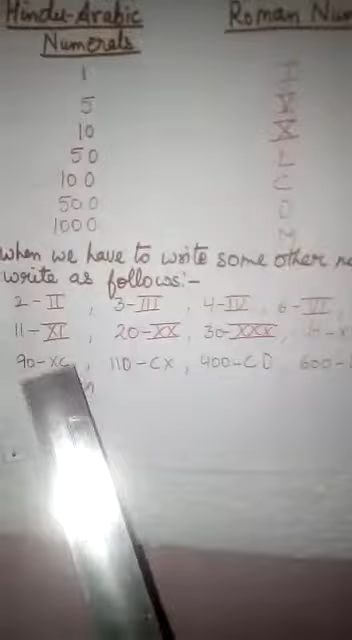 Hindu-Arabic Roman Num
Numerals
1 I
5 V
10 X
50 L
100 C
500 D
1000 M
when we have to write some other n
write as follows:-
2-II, 3-III, 4-IV, 6-VI,
11-XI, 20-XX, 30-XXX,
90-XC, 110-CX, 400-CD, 600-